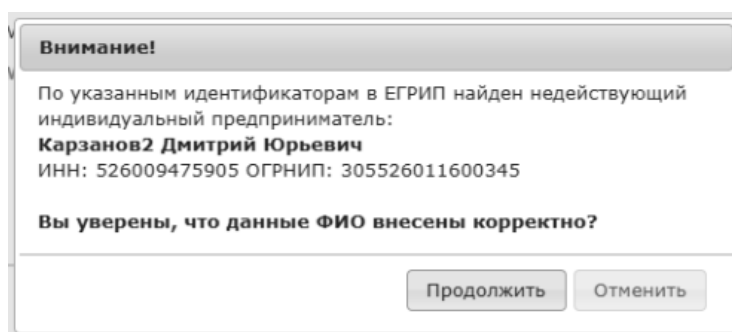 Внимание!
По указанным идентификаторам в ЕГРИП найден недействующий
индивидуальный предприниматель:
Карзанов2 Дмитрий Юрьевич
ИНН: 526009475905 ОГРНИП: 305526011600345
Вы уверены, что данные ФИО внесены корректно?
Продолжить Отменить